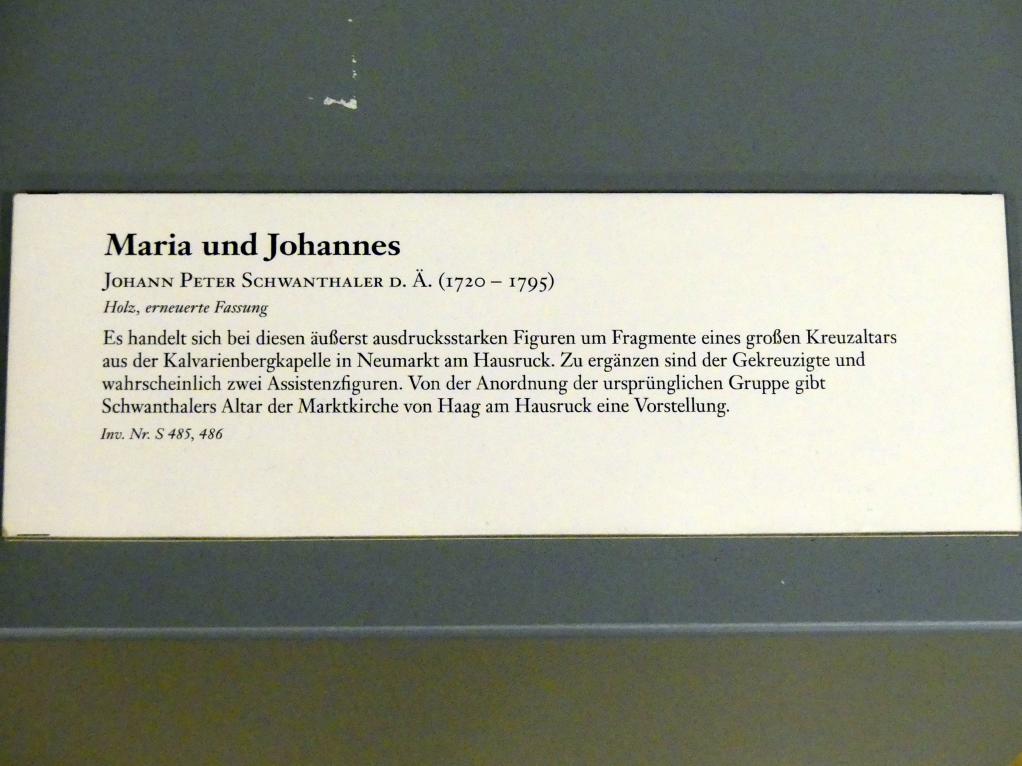 Maria und Johannes
Johann Peter Schwanthaler d. Ä. (1720 – 1795)
Holz, erneuerte Fassung
Es handelt sich bei diesen äußerst ausdrucksstarken Figuren um Fragmente eines großen Kreuzaltars
aus der Kalvarienbergkapelle in Neumarkt am Hausruck. Zu ergänzen sind der Gekreuzigte und
wahrscheinlich zwei Assistenzfiguren. Von der Anordnung der ursprünglichen Gruppe gibt
Schwanthalers Altar der Marktkirche von Haag am Hausruck eine Vorstellung.
Inv. Nr. S 485, 486